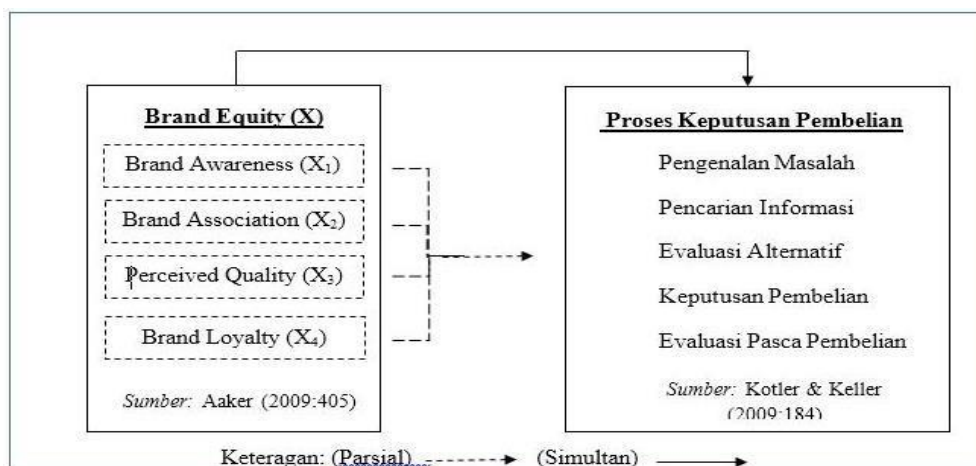 Brand Equity (X)
Brand Awareness (X₁)
Brand Association (X₂)
Perceived Quality (X₃)
Brand Loyalty (X₄)
Sumber: Aaker (2009:405)
Proses Keputusan Pembelian
Pengenalan Masalah
Pencarian Informasi
Evaluasi Alternatif
Keputusan Pembelian
Evaluasi Pasca Pembelian
Sumber: Kotler & Keller
(2009:184)
Keteragan: (Parsial) (Simultan)